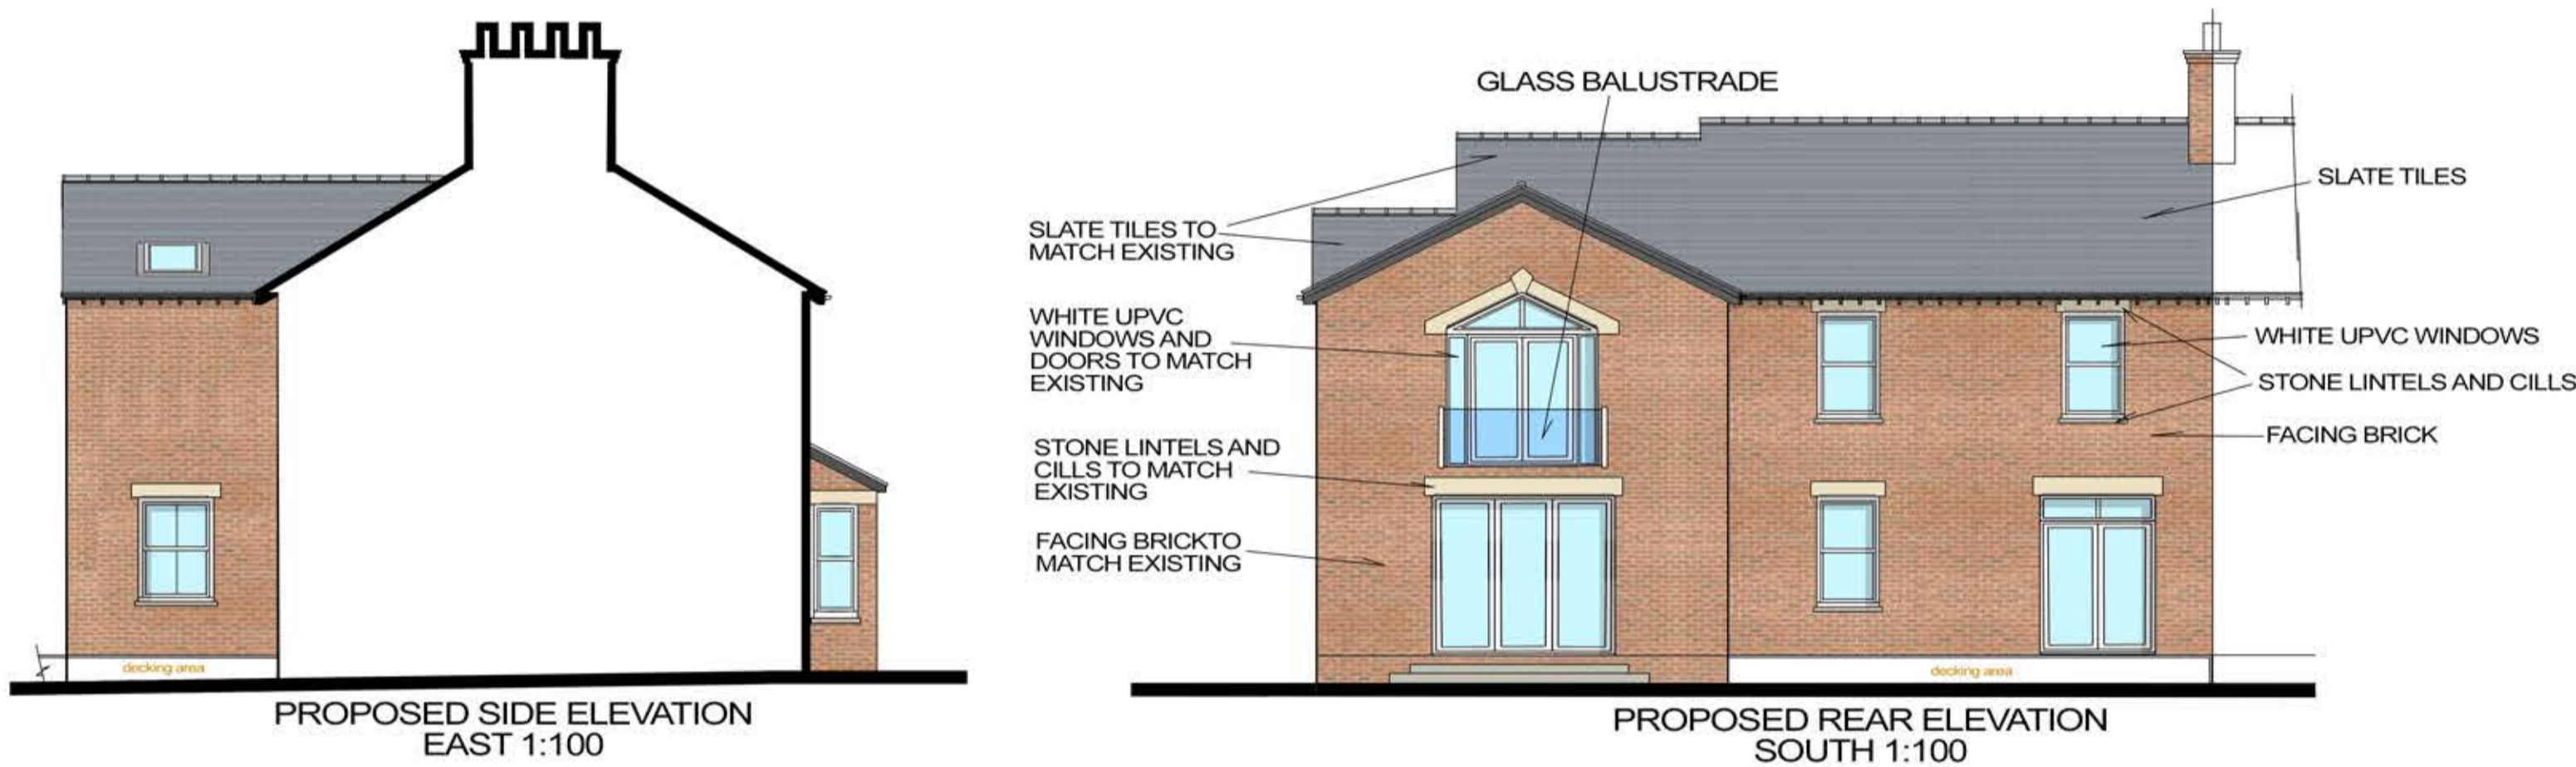 decking area
PROPOSED SIDE ELEVATION
EAST 1:100
GLASS BALUSTRADE
SLATE TILES TO
MATCH EXISTING
WHITE UPVC
WINDOWS AND
DOORS TO MATCH
EXISTING
STONE LINTELS AND
CILLS TO MATCH
EXISTING
FACING BRICKTO
MATCH EXISTING
SLATE TILES
WHITE UPVC WINDOWS
STONE LINTELS AND CILLS
FACING BRICK
decking area
PROPOSED REAR ELEVATION
SOUTH 1:100